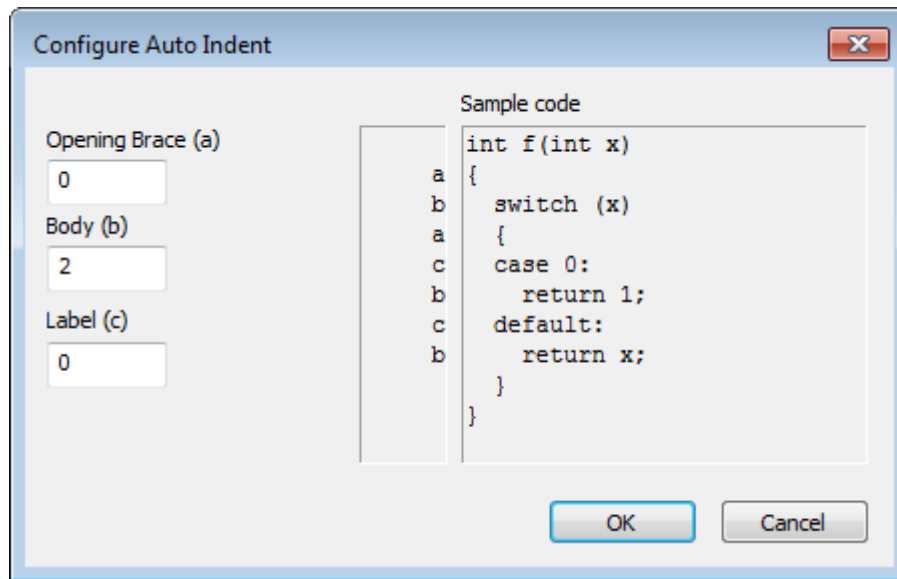 Configure Auto Indent
Opening Brace (a)
0
Body (b)
2
Label (c)
0
a
b
a
c
b
c
b
Sample code
int f(int x)
{
  switch (x)
  {
  case 0:
    return 1;
  default:
    return x;
  }
}
OK
Cancel